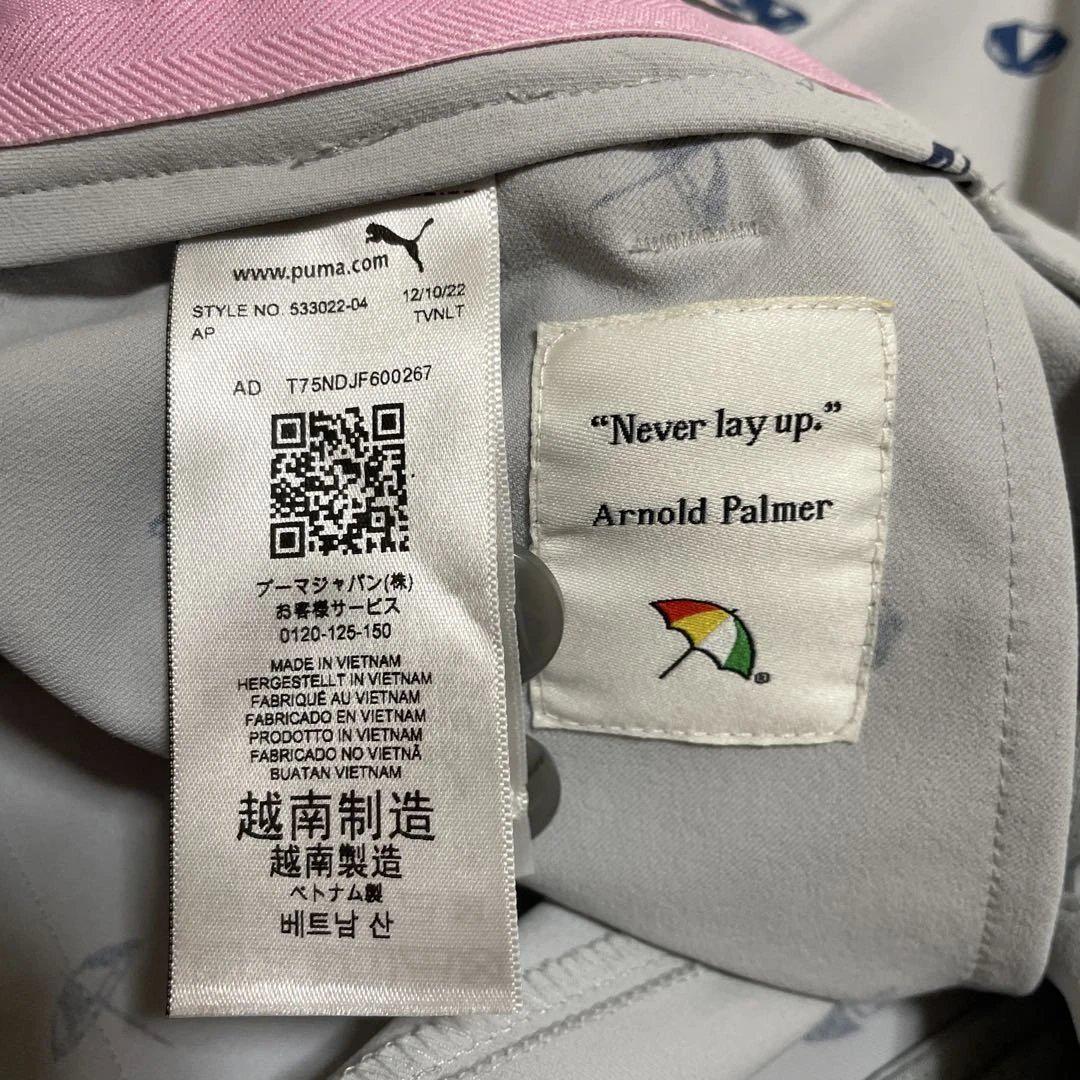 www.puma.com
STYLE NO. 533022-04 12/10/22
AP TVNLT
AD T75NDJF600267
プーマジャパン(株)
お客様サービス
0120-125-150
MADE IN VIETNAM
HERGESTELLT IN VIETNAM
FABRIQUÉ AU VIETNAM
FABRICADO EN VIETNAM
PRODOTTO IN VIETNAM
FABRICADO NO VIETNÃ
BUATAN VIETNAM
越南制造
越南製造
ベトナム製
베트남 산
“Never lay up.”
Arnold Palmer
®